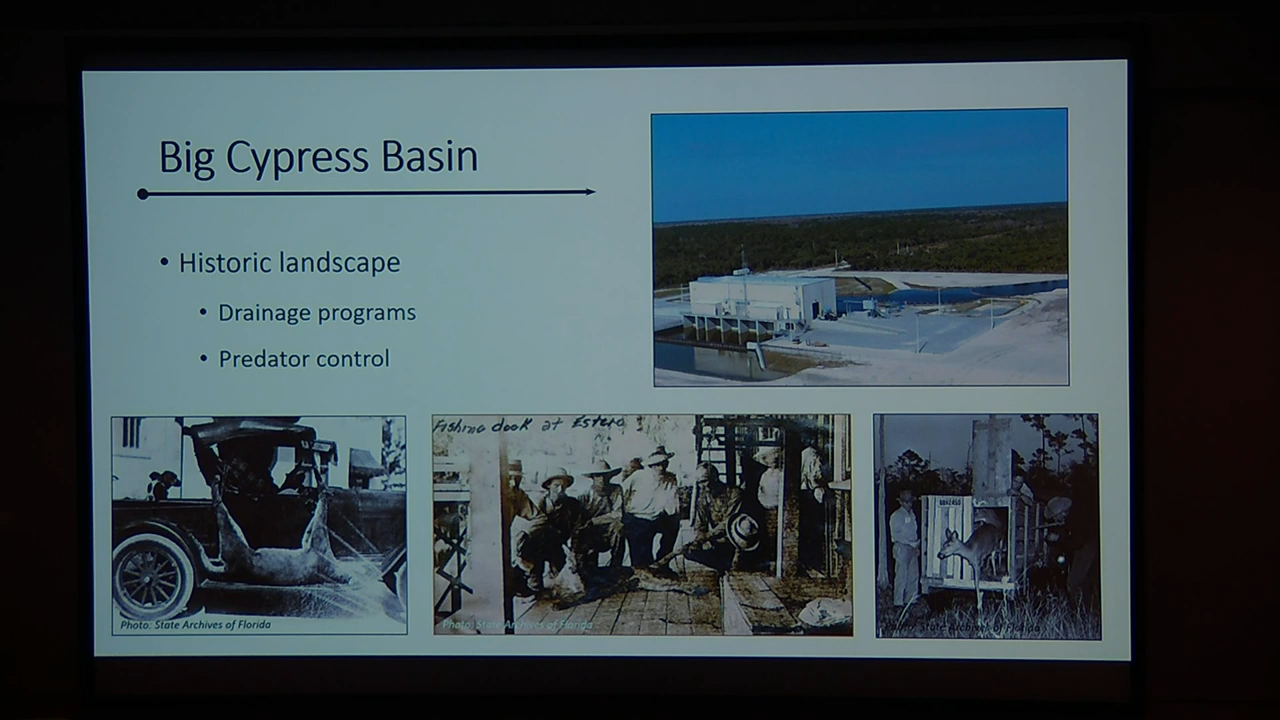 Big Cypress Basin
• Historic landscape
• Drainage programs
• Predator control
Fishing dock at Estero
Photo: State Archives of Florida
Photo: State Archives of Florida
Photo: State Archives of Florida